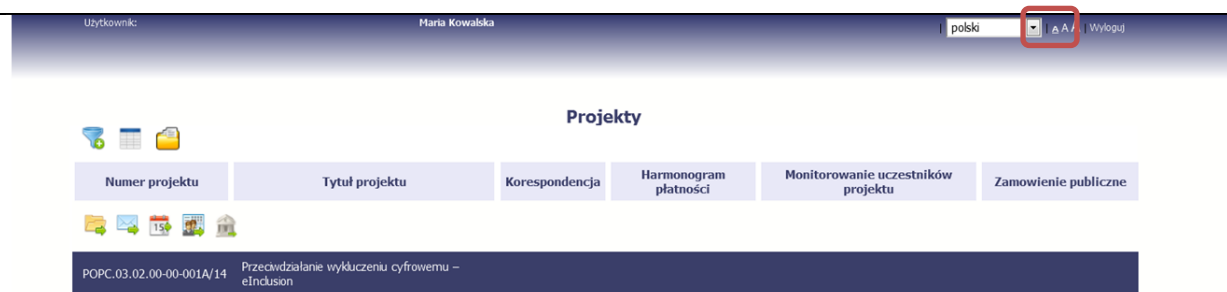 Użytkownik: Maria Kowalska | polski | A A A | Wyloguj
Projekty
Numer projektu Tytuł projektu Korespondencja Harmonogram płatności Monitorowanie uczestników projektu Zamowienie publiczne
15
POPC.03.02.00-00-001A/14 Przeciwdziałanie wykluczeniu cyfrowemu –
eInclusion